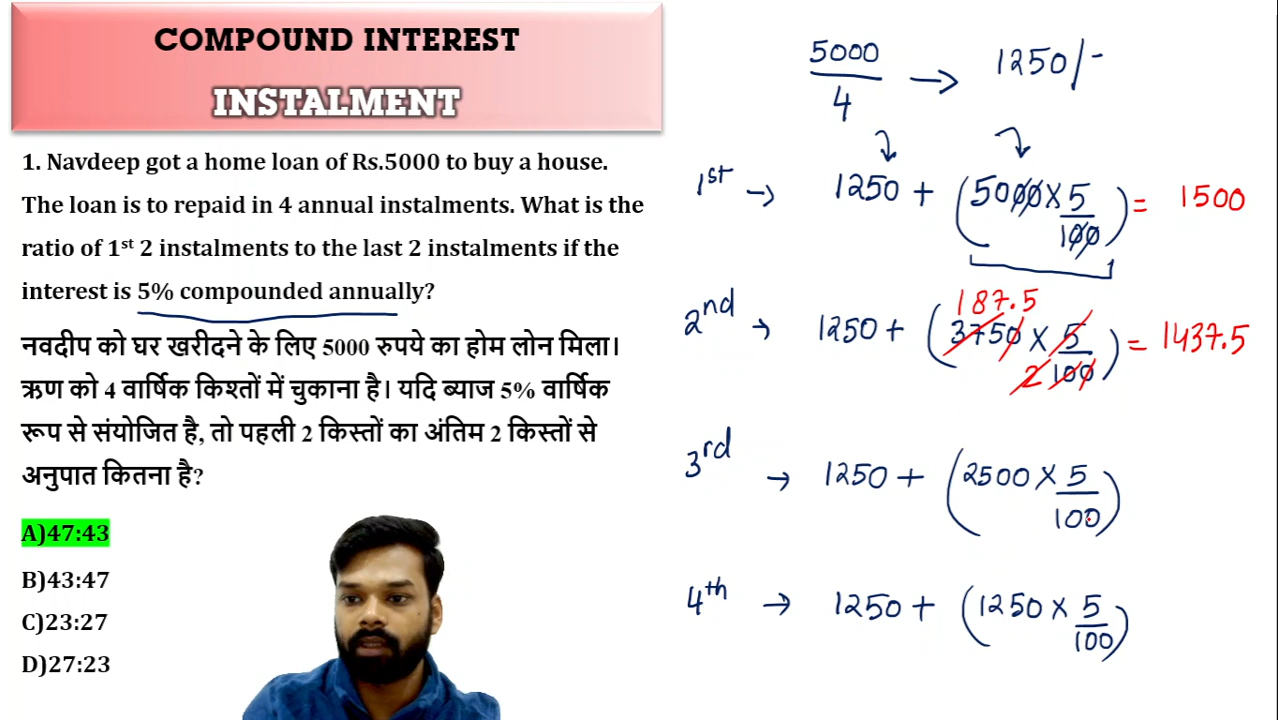 COMPOUND INTEREST
INSTALMENT
1. Navdeep got a home loan of Rs.5000 to buy a house.
The loan is to repaid in 4 annual instalments. What is the
ratio of 1st 2 instalments to the last 2 instalments if the
interest is 5% compounded annually?
नवदीप को घर खरीदने के लिए 5000 रुपये का होम लोन मिला।
ऋण को 4 वार्षिक किश्तों में चुकाना है। यदि ब्याज 5% वार्षिक
रूप से संयोजित है, तो पहली 2 किस्तों का अंतिम 2 किस्तों से
अनुपात कितना है?
A)47:43
B)43:47
C)23:27
D)27:23
5000/4 → 1250/-
1st → 1250 + (5000 × 5/100) = 1500
187.5
2nd → 1250 + (3750 × 5/100) = 1437.5
2
3rd → 1250 + (2500 × 5/100)
4th → 1250 + (1250 × 5/100)